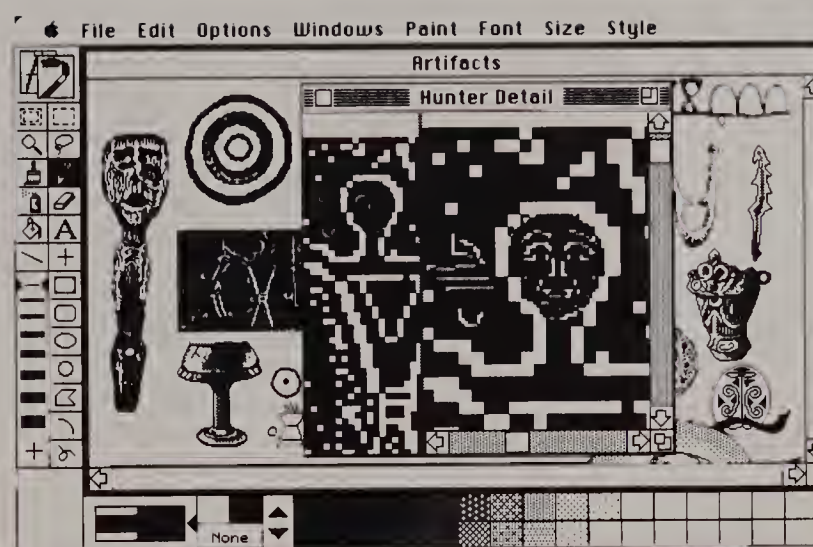 File Edit Options Windows Paint Font Size Style
Artifacts
Hunter Detail
A
None